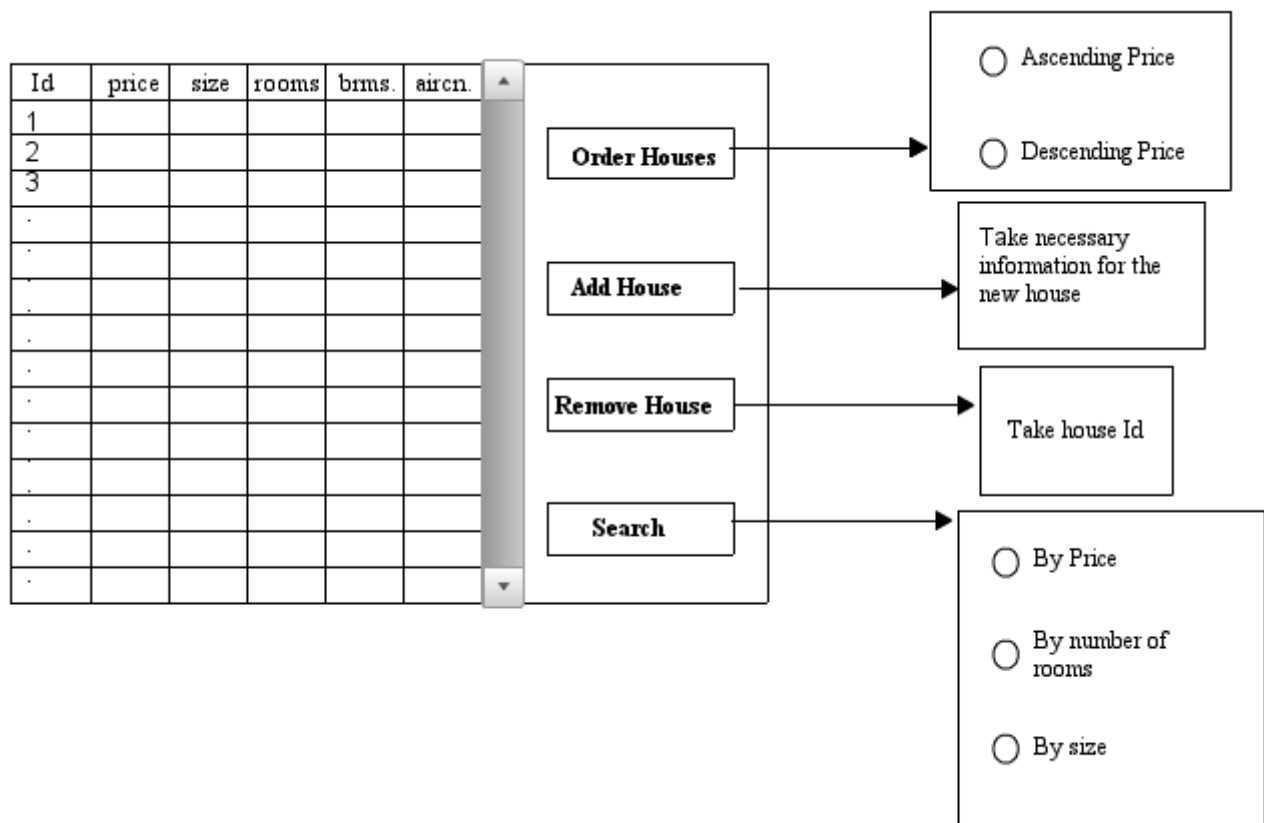 Id price size rooms brms. aircn.
1
2
3
.
.
.
.
.
.
.
.
.
.
.
Order Houses
Add House
Remove House
Search
Ascending Price
Descending Price
Take necessary
information for the
new house
Take house Id
By Price
By number of
rooms
By size